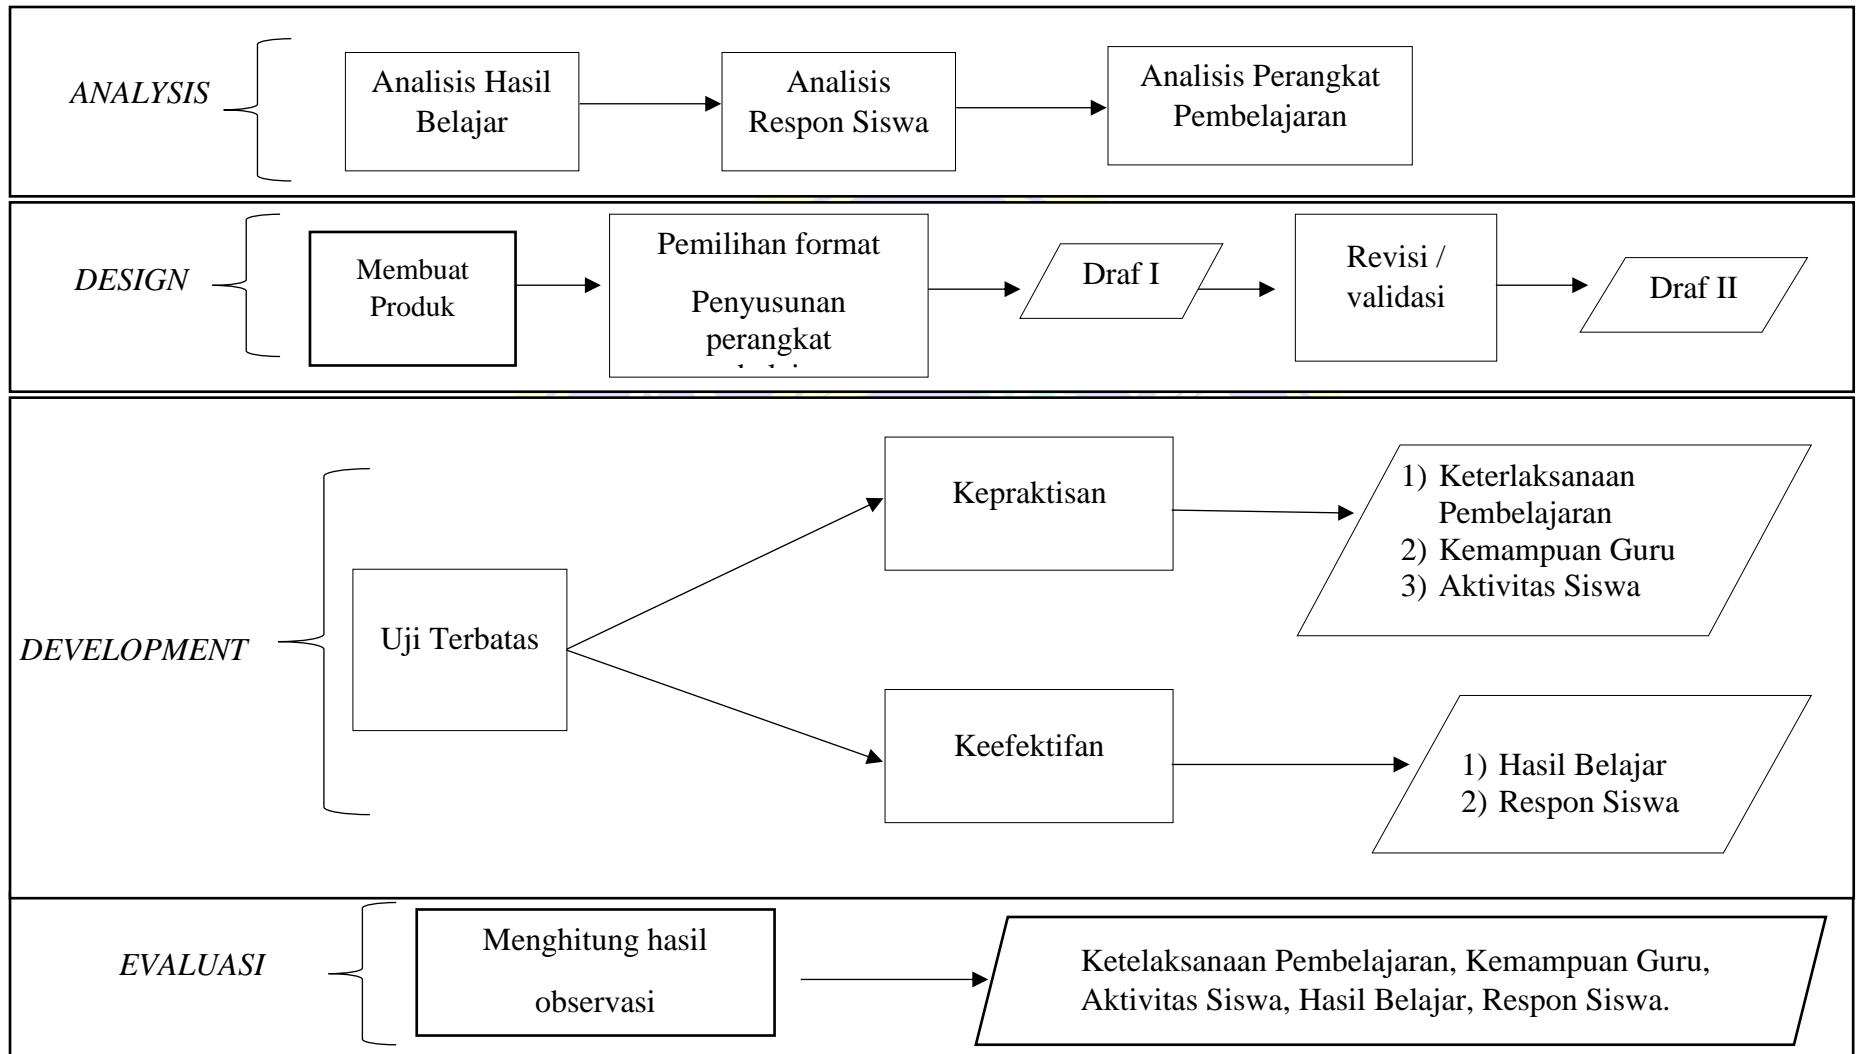 ANALYSIS
Analisis Hasil
Belajar
Analisis
Respon Siswa
Analisis Perangkat
Pembelajaran
DESIGN
Membuat
Produk
Pemilihan format
Penyusunan
perangkat
Draf I
Revisi /
validasi
Draf II
DEVELOPMENT
Uji Terbatas
Kepraktisan
1) Keterlaksanaan
Pembelajaran
2) Kemampuan Guru
3) Aktivitas Siswa
Keefektifan
1) Hasil Belajar
2) Respon Siswa
EVALUASI
Menghitung hasil
observasi
Ketelaksanaan Pembelajaran, Kemampuan Guru,
Aktivitas Siswa, Hasil Belajar, Respon Siswa.